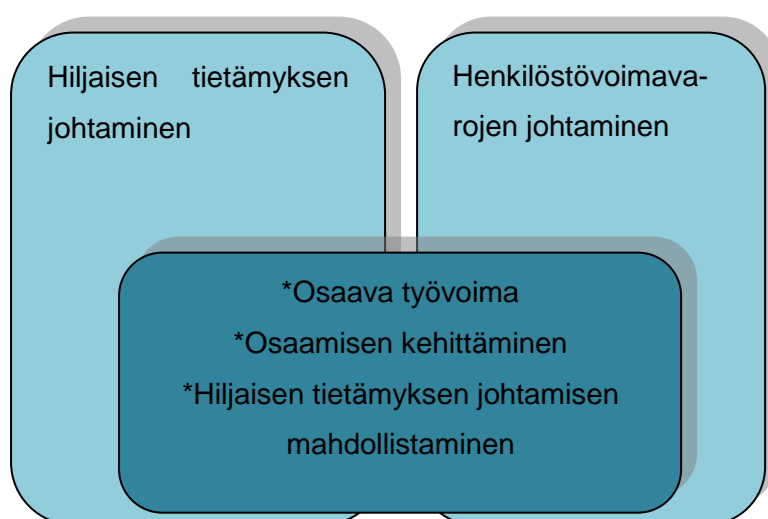 Hiljaisen tietämyksen
johtaminen
Henkilöstövoimava-
rojen johtaminen
*Osaava työvoima
*Osaamisen kehittäminen
*Hiljaisen tietämyksen johtamisen
mahdollistaminen